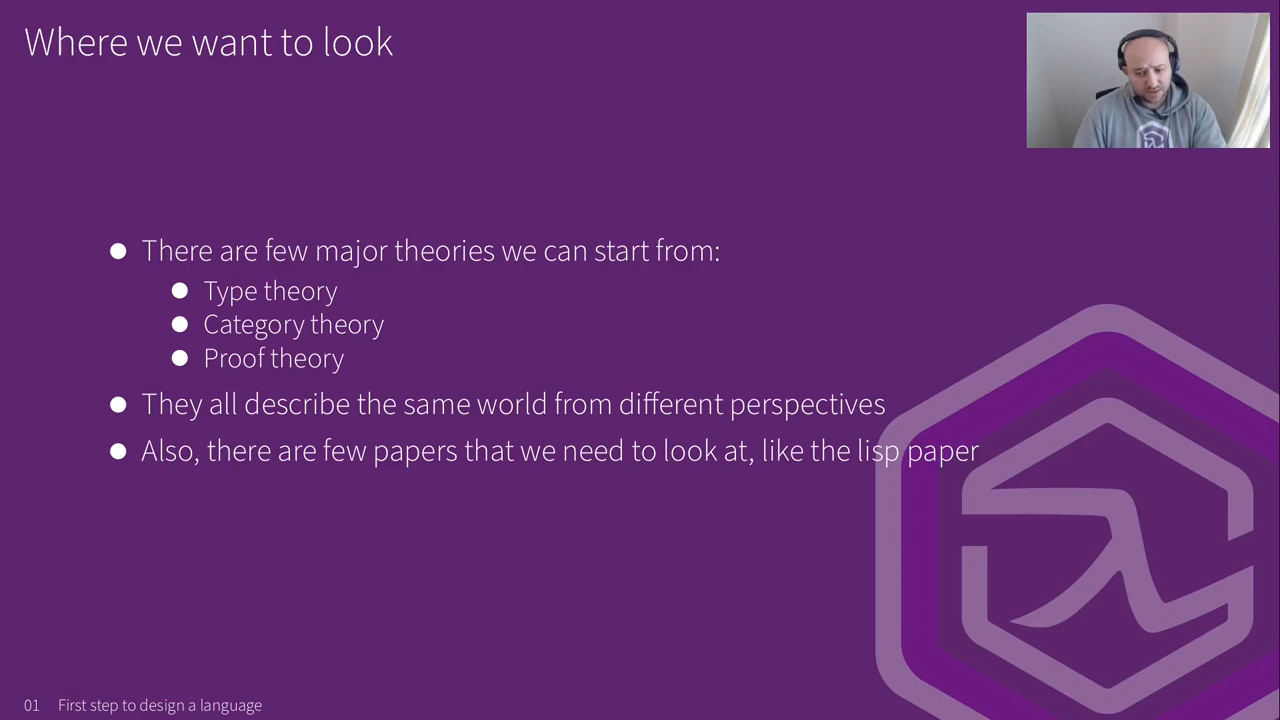 Where we want to look
There are few major theories we can start from:
Type theory
Category theory
Proof theory
They all describe the same world from different perspectives
Also, there are few papers that we need to look at, like the lisp paper
01 First step to design a language